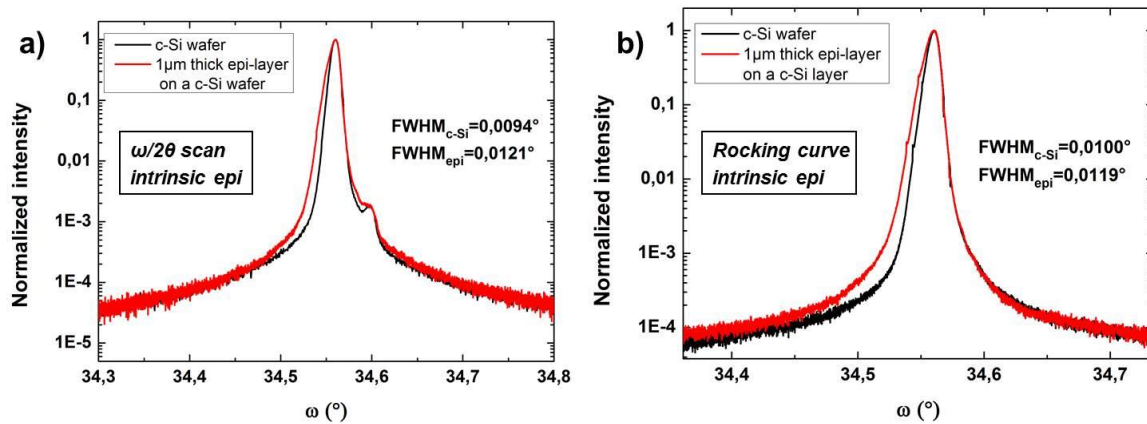 a)
c-Si wafer
1µm thick epi-layer
on a c-Si wafer
FWHM_c-Si=0,0094°
FWHM_epi=0,0121°
ω/2θ scan
intrinsic epi
Normalized intensity
1
0,1
0,01
1E-3
1E-4
1E-5
34,3
34,4
34,5
34,6
34,7
34,8
ω (°)
b)
c-Si wafer
1µm thick epi-layer
on a c-Si layer
FWHM_c-Si=0,0100°
FWHM_epi=0,0119°
Rocking curve
intrinsic epi
Normalized intensity
1
0,1
0,01
1E-3
1E-4
34,4
34,5
34,6
34,7
ω (°)